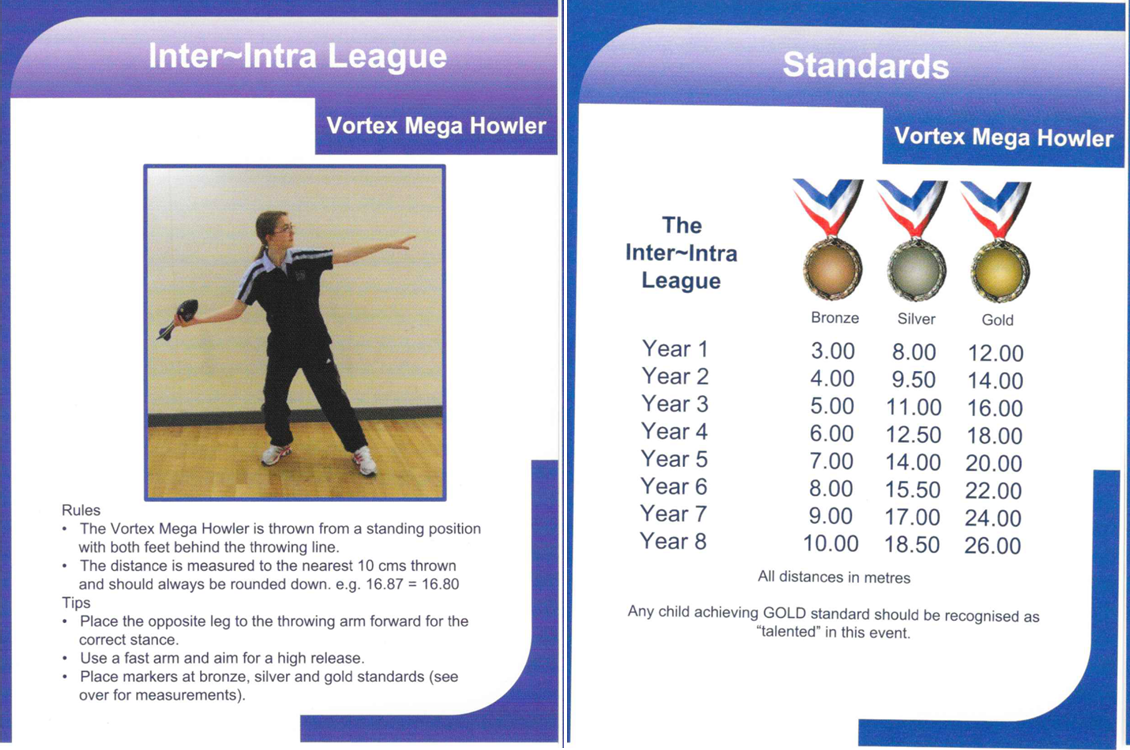 Inter~Intra League
Vortex Mega Howler
Rules
• The Vortex Mega Howler is thrown from a standing position
with both feet behind the throwing line.
• The distance is measured to the nearest 10 cms thrown
and should always be rounded down. e.g. 16.87 = 16.80
Tips
• Place the opposite leg to the throwing arm forward for the
correct stance.
• Use a fast arm and aim for a high release.
• Place markers at bronze, silver and gold standards (see
over for measurements).
Standards
Vortex Mega Howler
The
Inter~Intra
League
Bronze Silver Gold
Year 1 3.00 8.00 12.00
Year 2 4.00 9.50 14.00
Year 3 5.00 11.00 16.00
Year 4 6.00 12.50 18.00
Year 5 7.00 14.00 20.00
Year 6 8.00 15.50 22.00
Year 7 9.00 17.00 24.00
Year 8 10.00 18.50 26.00
All distances in metres
Any child achieving GOLD standard should be recognised as
“talented” in this event.